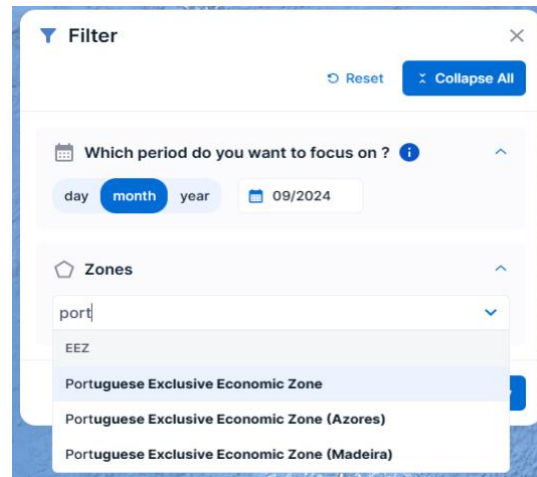 Filter
Reset Collapse All
Which period do you want to focus on ?
day month year 09/2024
Zones
port
EEZ
Portuguese Exclusive Economic Zone
Portuguese Exclusive Economic Zone (Azores)
Portuguese Exclusive Economic Zone (Madeira)